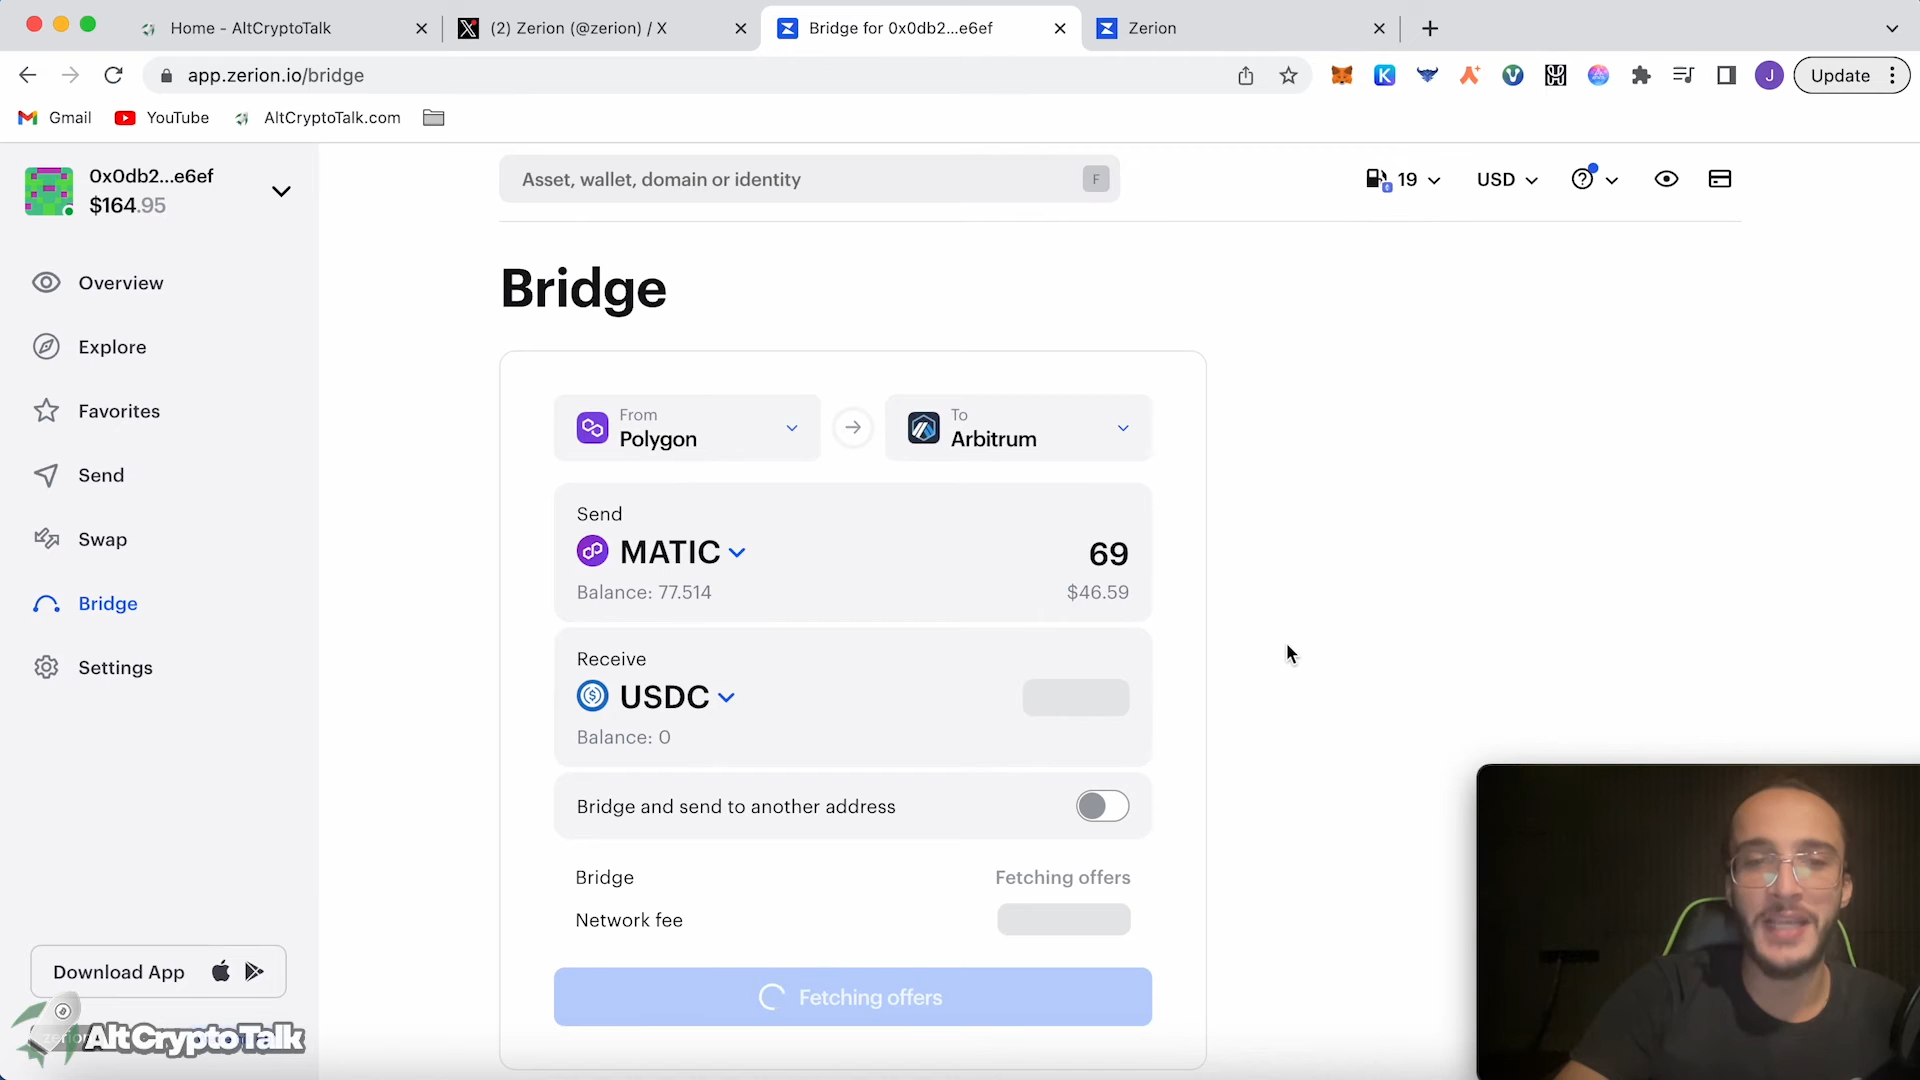 Home - AltCryptoTalk
(2) Zerion (@zerion) / X
Bridge for 0x0db2...e6ef
Zerion
app.zerion.io/bridge
J
Update
Gmail
YouTube
AltCryptoTalk.com
0x0db2...e6ef
$164.95
Asset, wallet, domain or identity
F
19
USD
Overview
Explore
Favorites
Send
Swap
Bridge
Settings
Download App
zerion
AltCryptoTalk
Bridge
From
Polygon
To
Arbitrum
Send
MATIC
69
Balance: 77.514
$46.59
Receive
USDC
Balance: 0
Bridge and send to another address
Bridge
Fetching offers
Network fee
Fetching offers